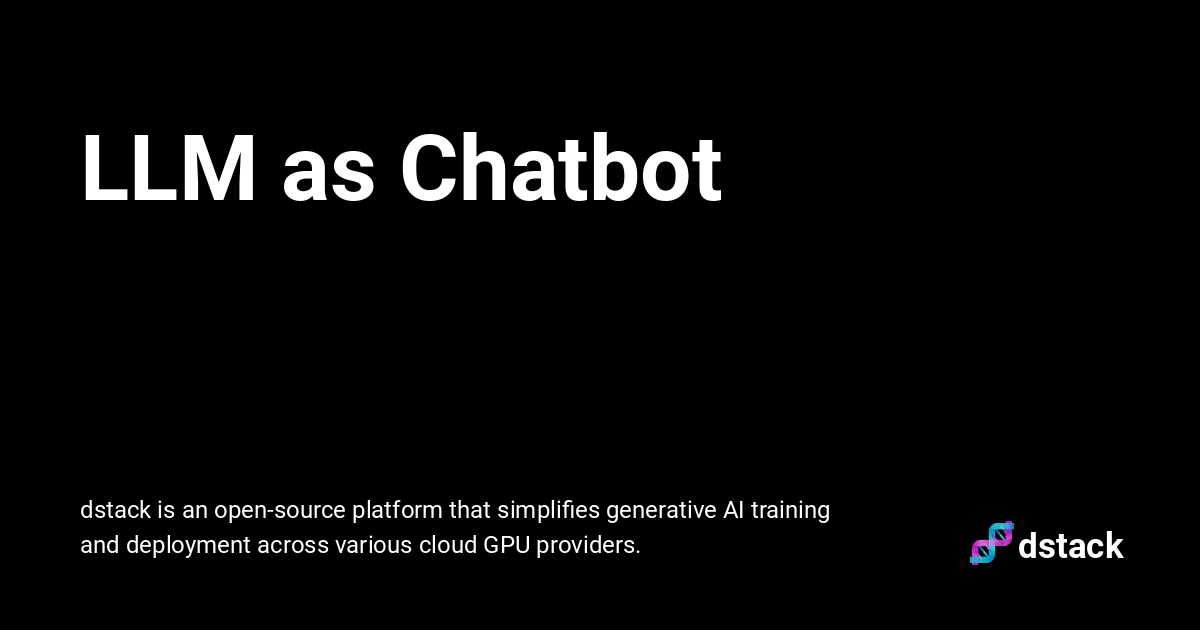 LLM as Chatbot
dstack is an open-source platform that simplifies generative AI training
and deployment across various cloud GPU providers.
dstack